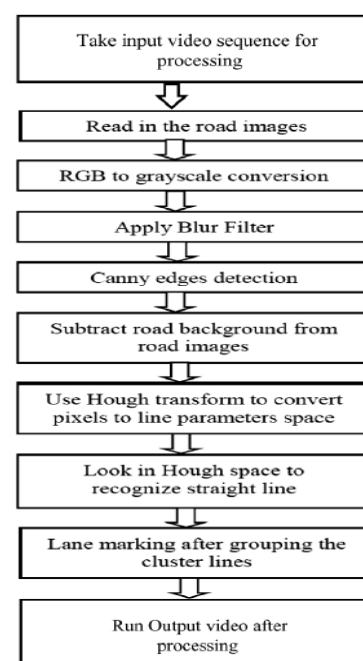 Take input video sequence for
processing
Read in the road images
RGB to grayscale conversion
Apply Blur Filter
Canny edges detection
Subtract road background from
road images
Use Hough transform to convert
pixels to line parameters space
Look in Hough space to
recognize straight line
Lane marking after grouping the
cluster lines
Run Output video after
processing